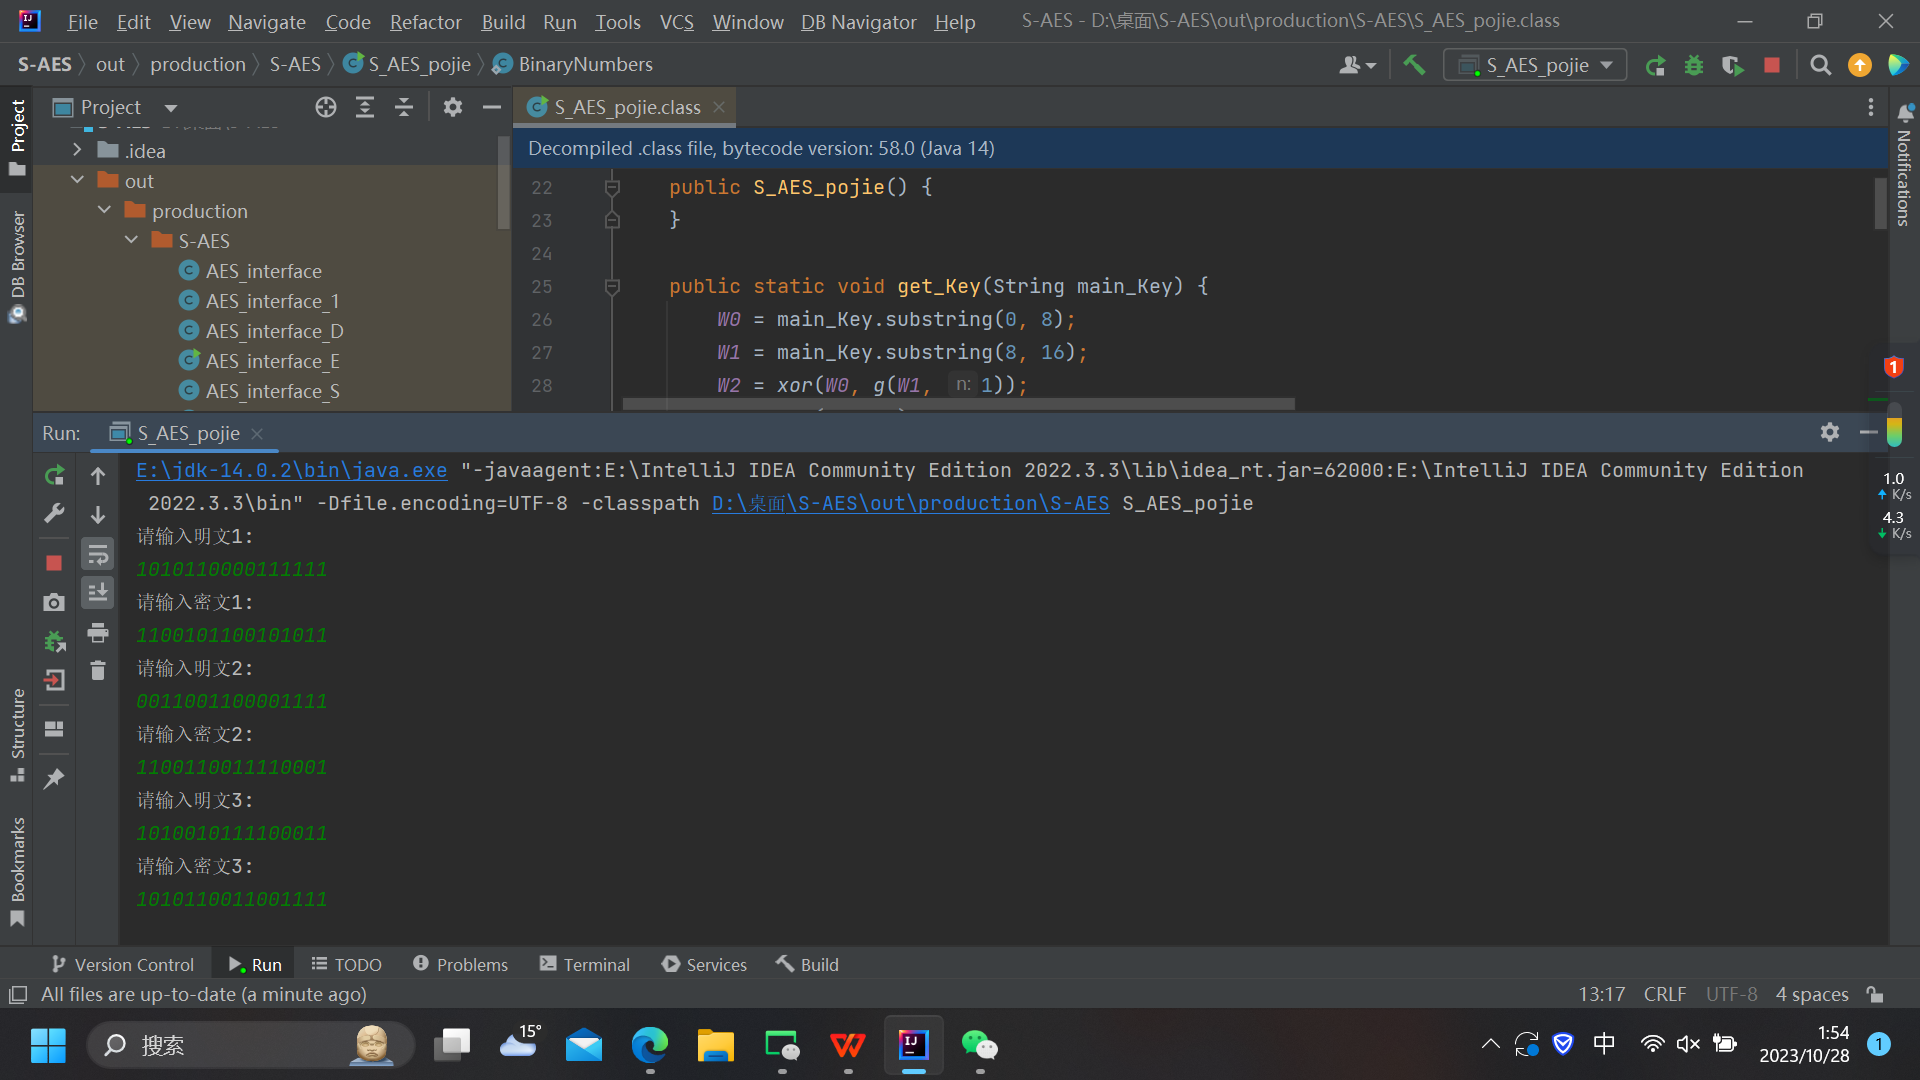 File Edit View Navigate Code Refactor Build Run Tools VCS Window DB Navigator Help S-AES - D:\桌面\S-AES\out\production\S-AES\S_AES_pojie.class
S-AES out production S-AES S_AES_pojie BinaryNumbers S_AES_pojie
Project
DB Browser
Structure
Bookmarks
Project
.idea
out
production
S-AES
AES_interface
AES_interface_1
AES_interface_D
AES_interface_E
AES_interface_S
S_AES_pojie.class
Decompiled .class file, bytecode version: 58.0 (Java 14)
22 public S_AES_pojie() {
23 }
24
25 public static void get_Key(String main_Key) {
26 W0 = main_Key.substring(0, 8);
27 W1 = main_Key.substring(8, 16);
28 W2 = xor(W0, g(W1, n: 1));
Notifications
1
1.0
K/s
4.3
K/s
Run: S_AES_pojie
E:\jdk-14.0.2\bin\java.exe "-javaagent:E:\IntelliJ IDEA Community Edition 2022.3.3\lib\idea_rt.jar=62000:E:\IntelliJ IDEA Community Edition
2022.3.3\bin" -Dfile.encoding=UTF-8 -classpath D:\桌面\S-AES\out\production\S-AES S_AES_pojie
请输入明文1:
1010110000111111
请输入密文1:
1100101100101011
请输入明文2:
0011001100001111
请输入密文2:
1100110011110001
请输入明文3:
1010010111100011
请输入密文3:
1010110011001111
Version Control Run TODO Problems Terminal Services Build
All files are up-to-date (a minute ago) 13:17 CRLF UTF-8 4 spaces
搜索 15° 中 1:54
2023/10/28 1